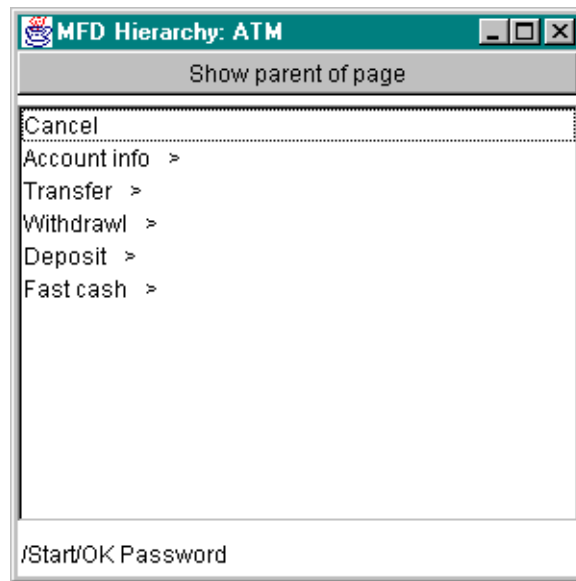 MFD Hierarchy: ATM
Show parent of page
Cancel
Account info >
Transfer >
Withdrawl >
Deposit >
Fast cash >
/Start/OK Password